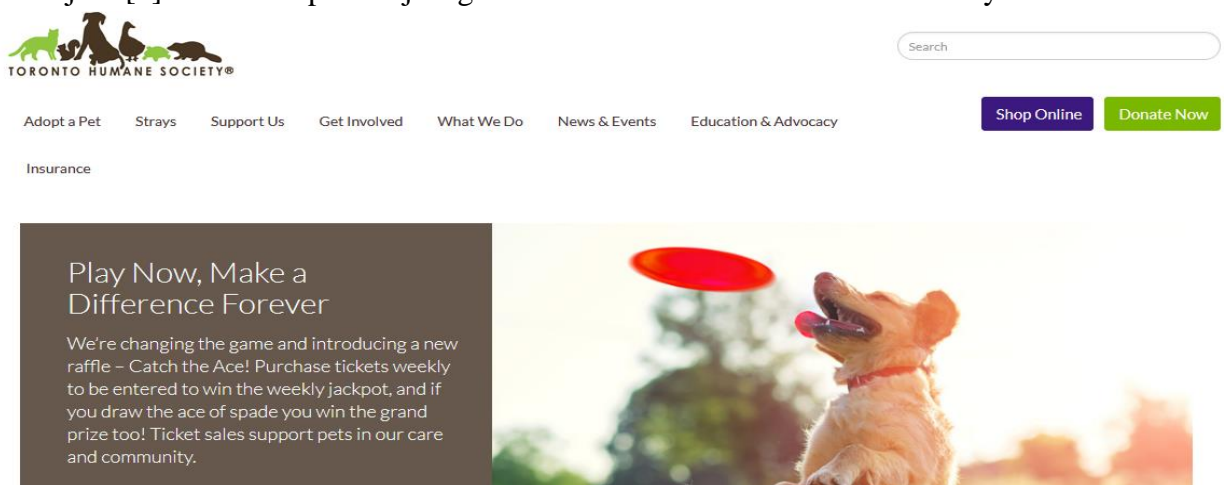 TORONTO HUMANE SOCIETY®
Search
Adopt a Pet Strays Support Us Get Involved What We Do News & Events Education & Advocacy
Shop Online Donate Now
Insurance
Play Now, Make a
Difference Forever
We're changing the game and introducing a new
raffle – Catch the Ace! Purchase tickets weekly
to be entered to win the weekly jackpot, and if
you draw the ace of spade you win the grand
prize too! Ticket sales support pets in our care
and community.